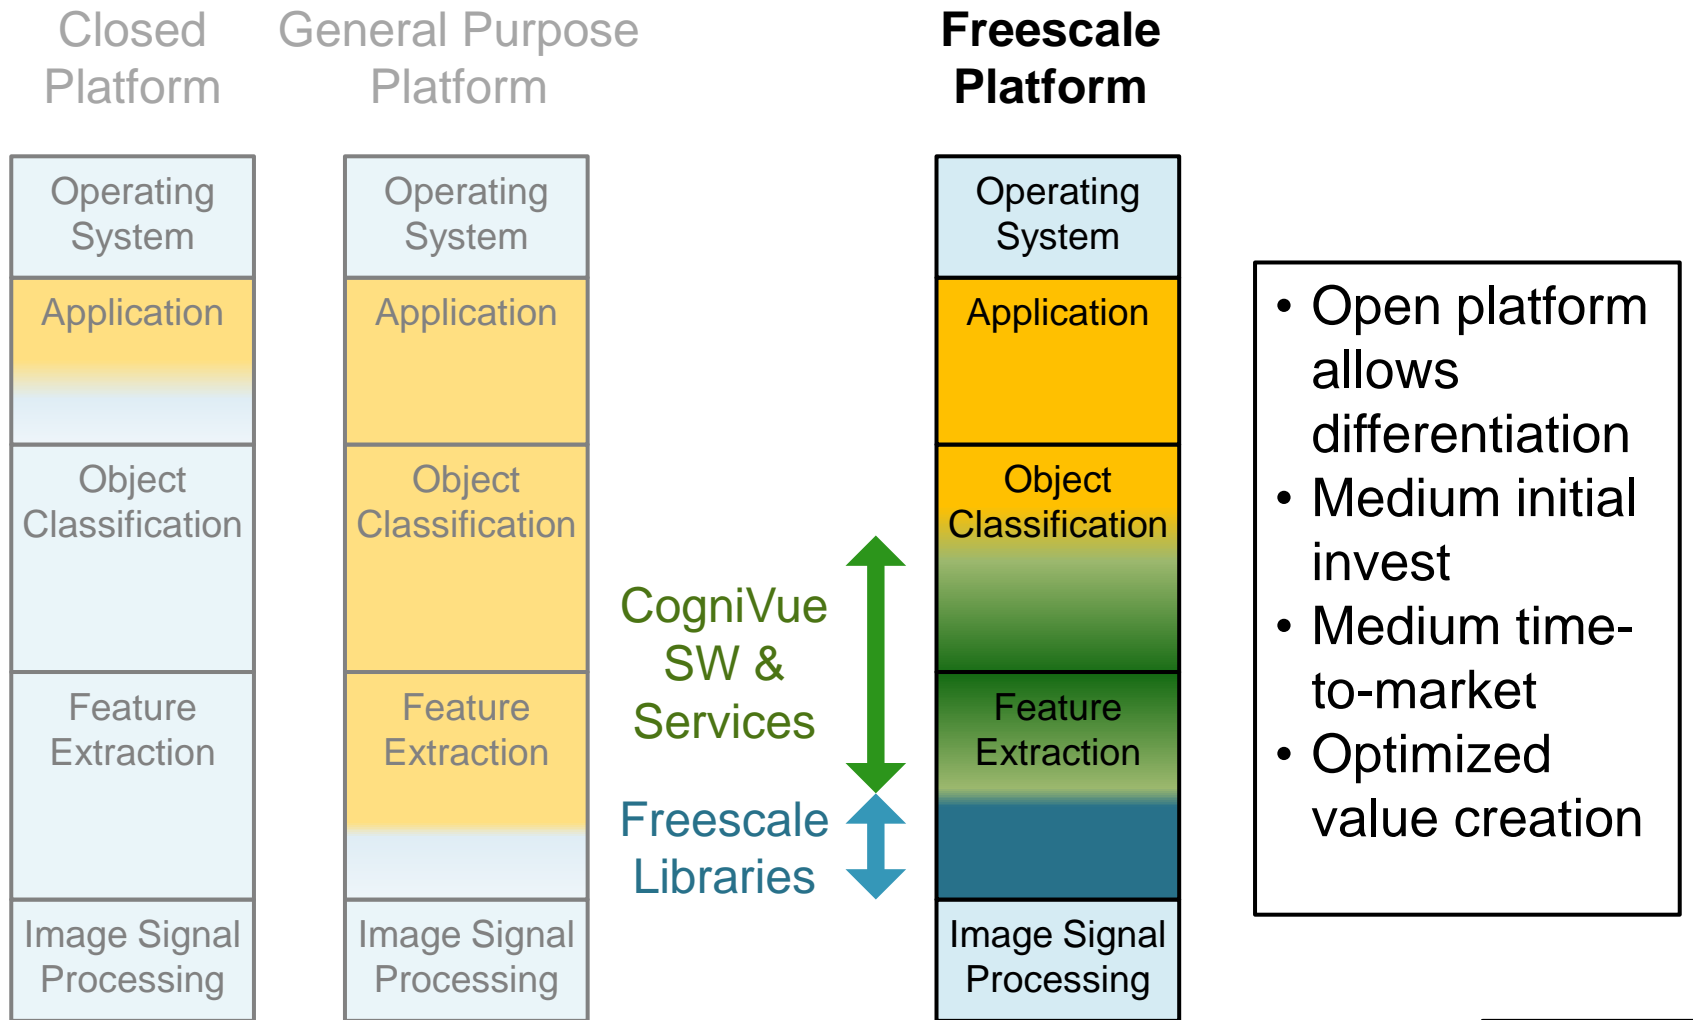 Closed
Platform
General Purpose
Platform
Freescale
Platform
Operating
System
Application
Object
Classification
Feature
Extraction
Image Signal
Processing
Operating
System
Application
Object
Classification
Feature
Extraction
Image Signal
Processing
CogniVue
SW &
Services
Freescale
Libraries
Operating
System
Application
Object
Classification
Feature
Extraction
Image Signal
Processing
• Open platform
allows
differentiation
• Medium initial
invest
• Medium time-
to-market
• Optimized
value creation